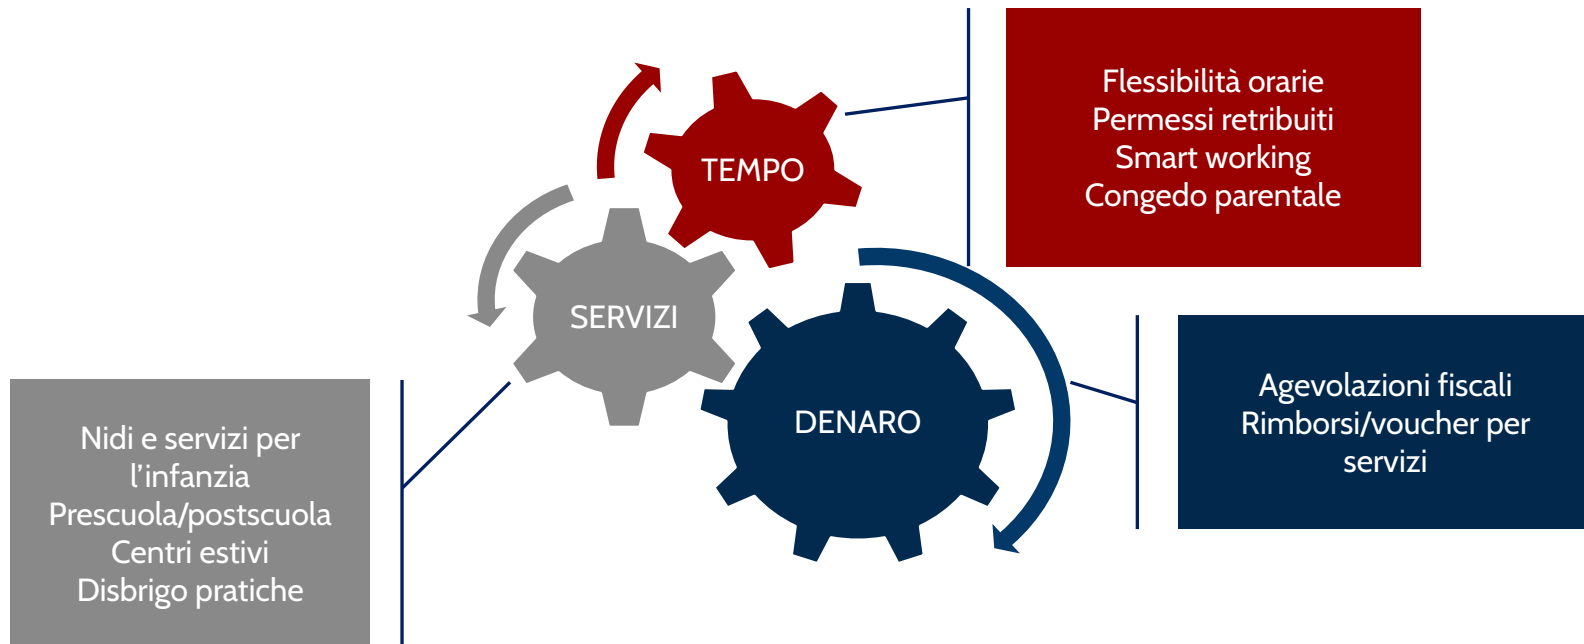 Flessibilità orarie
Permessi retribuiti
Smart working
Congedo parentale
TEMPO
SERVIZI
DENARO
Agevolazioni fiscali
Rimborsi/voucher per
servizi
Nidi e servizi per
l’infanzia
Prescuola/postscuola
Centri estivi
Disbrigo pratiche